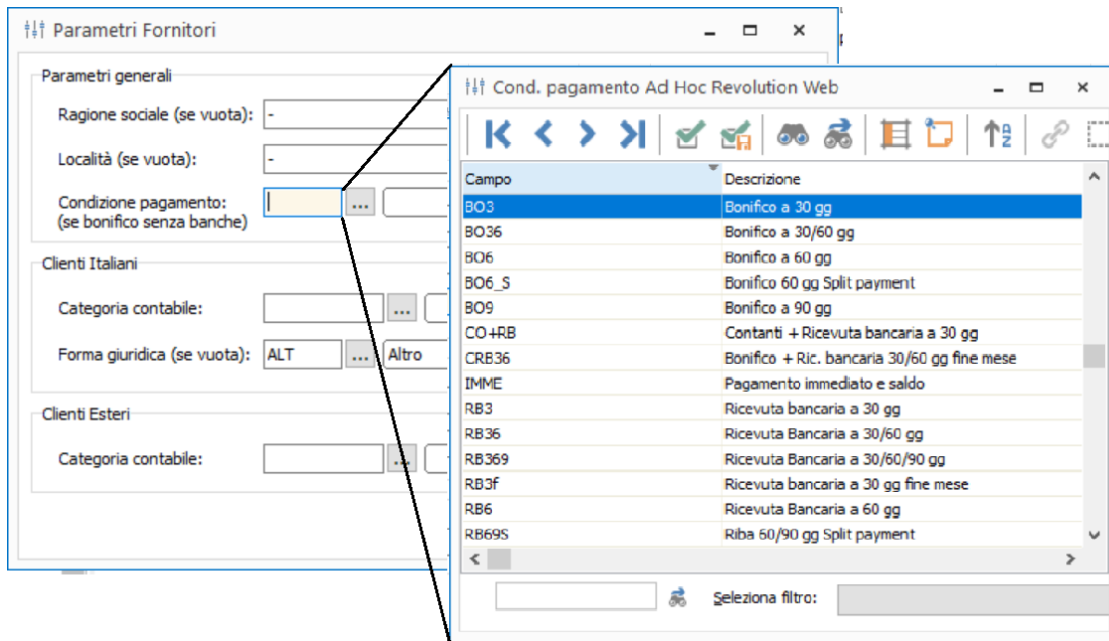 Parametri Fornitori
Parametri generali
Ragione sociale (se vuota): -
Località (se vuota): -
Condizione pagamento: ...
(se bonifico senza banche)
Clienti Italiani
Categoria contabile: ...
Forma giuridica (se vuota): ALT ... Altro
Clienti Esteri
Categoria contabile: ...
Cond. pagamento Ad Hoc Revolution Web
Campo Descrizione
BO3 Bonifico a 30 gg
BO36 Bonifico a 30/60 gg
BO6 Bonifico a 60 gg
BO6_S Bonifico 60 gg Split payment
BO9 Bonifico a 90 gg
CO+RB Contanti + Ricevuta bancaria a 30 gg
CRB36 Bonifico + Ric. bancaria 30/60 gg fine mese
IMME Pagamento immediato e saldo
RB3 Ricevuta bancaria a 30 gg
RB36 Ricevuta Bancaria a 30/60 gg
RB369 Ricevuta Bancaria a 30/60/90 gg
RB3f Ricevuta bancaria a 30 gg fine mese
RB6 Ricevuta Bancaria a 60 gg
RB69S Riba 60/90 gg Split payment
Seleziona filtro: